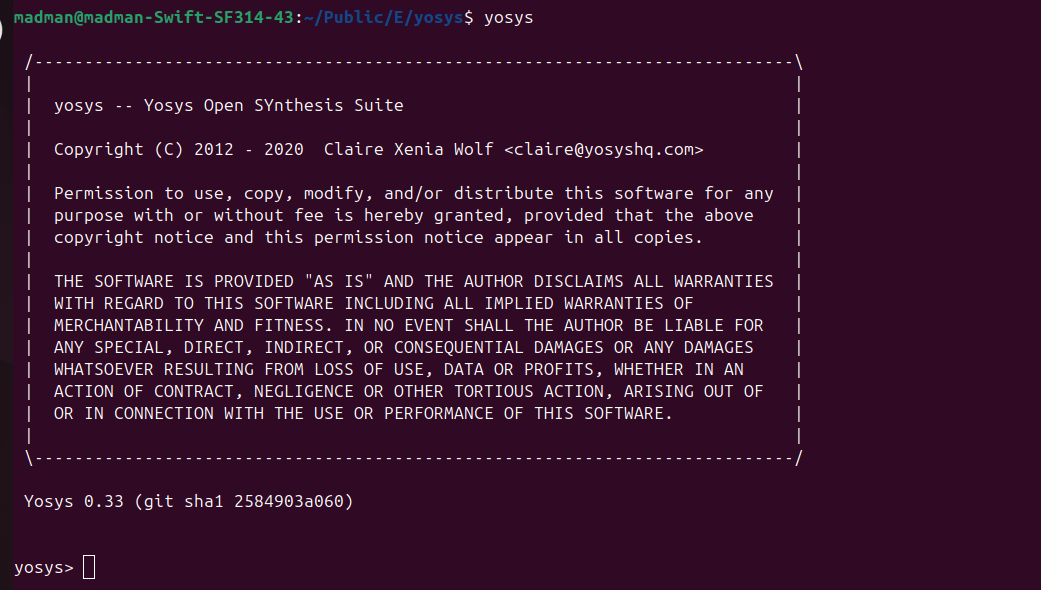 madman@madman-Swift-SF314-43:~/Public/E/yosys$ yosys
/----------------------------------------------------------------------------\
|                                                                            |
|  yosys -- Yosys Open SYnthesis Suite                                       |
|                                                                            |
|  Copyright (C) 2012 - 2020  Claire Xenia Wolf <claire@yosyshq.com>         |
|                                                                            |
|  Permission to use, copy, modify, and/or distribute this software for any  |
|  purpose with or without fee is hereby granted, provided that the above    |
|  copyright notice and this permission notice appear in all copies.         |
|                                                                            |
|  THE SOFTWARE IS PROVIDED "AS IS" AND THE AUTHOR DISCLAIMS ALL WARRANTIES  |
|  WITH REGARD TO THIS SOFTWARE INCLUDING ALL IMPLIED WARRANTIES OF          |
|  MERCHANTABILITY AND FITNESS. IN NO EVENT SHALL THE AUTHOR BE LIABLE FOR   |
|  ANY SPECIAL, DIRECT, INDIRECT, OR CONSEQUENTIAL DAMAGES OR ANY DAMAGES    |
|  WHATSOEVER RESULTING FROM LOSS OF USE, DATA OR PROFITS, WHETHER IN AN     |
|  ACTION OF CONTRACT, NEGLIGENCE OR OTHER TORTIOUS ACTION, ARISING OUT OF   |
|  OR IN CONNECTION WITH THE USE OR PERFORMANCE OF THIS SOFTWARE.            |
|                                                                            |
\----------------------------------------------------------------------------/
Yosys 0.33 (git sha1 2584903a060)
yosys>